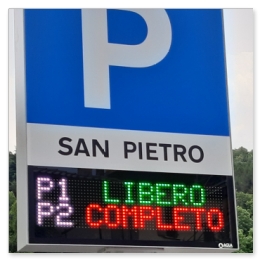 P
SAN PIETRO
P1 LIBERO
P2 COMPLETO